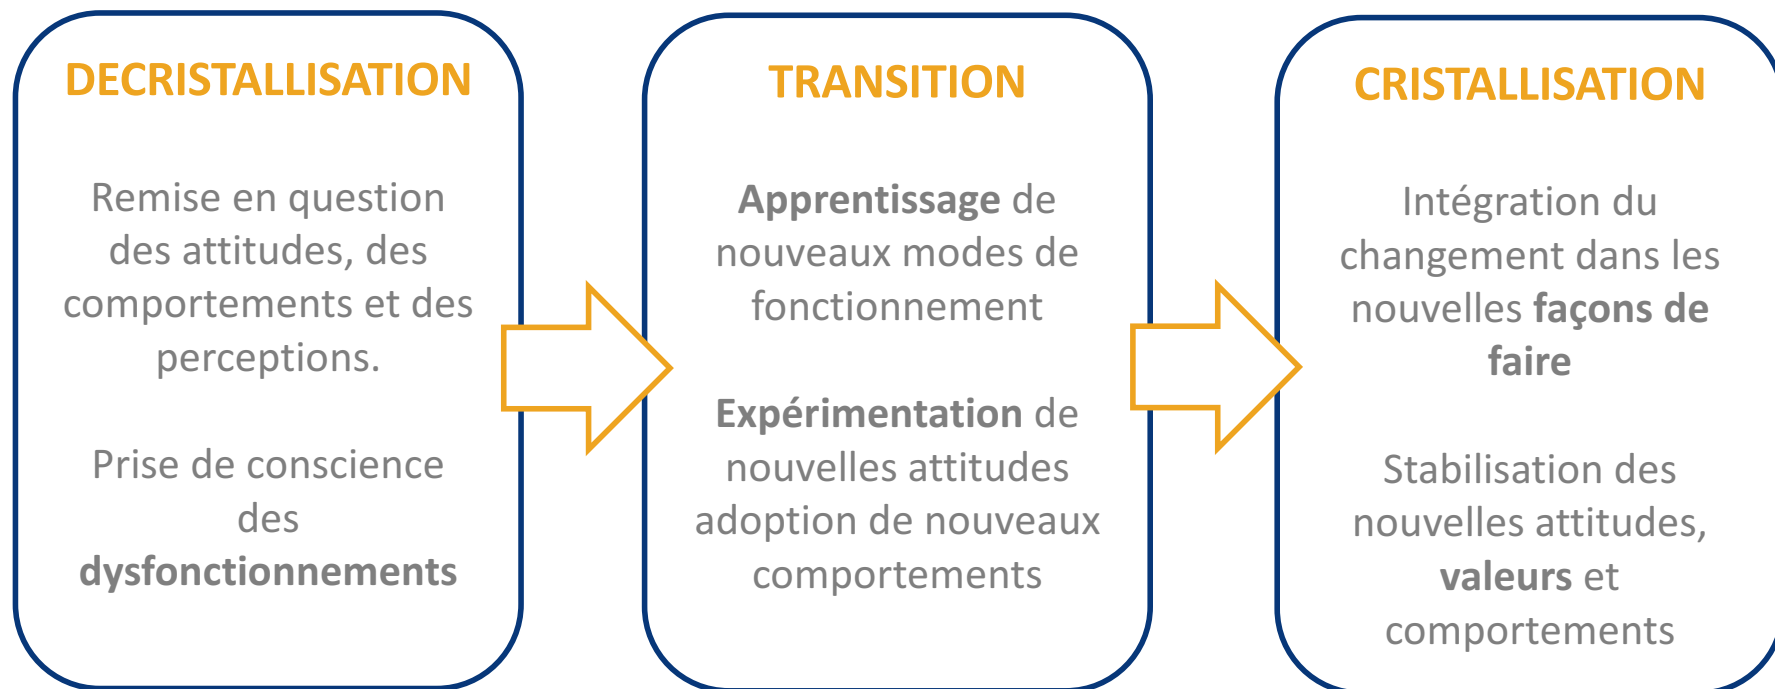 DECRISTALLISATION
Remise en question
des attitudes, des
comportements et des
perceptions.
Prise de conscience
des
dysfonctionnements
TRANSITION
Apprentissage de
nouveaux modes de
fonctionnement
Expérimentation de
nouvelles attitudes
adoption de nouveaux
comportements
CRISTALLISATION
Intégration du
changement dans les
nouvelles façons de
faire
Stabilisation des
nouvelles attitudes,
valeurs et
comportements